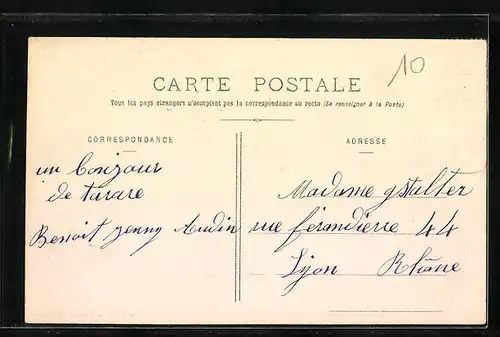 10
CARTE POSTALE
Tous les pays étrangers n'acceptent pas la correspondance au recto (Se renseigner à la Poste)
CORRESPONDANCE
un bonjour
de tarare
Benoit jenny Audin
ADRESSE
Madame gstalter
rue férandierre 44
Lyon Rhône